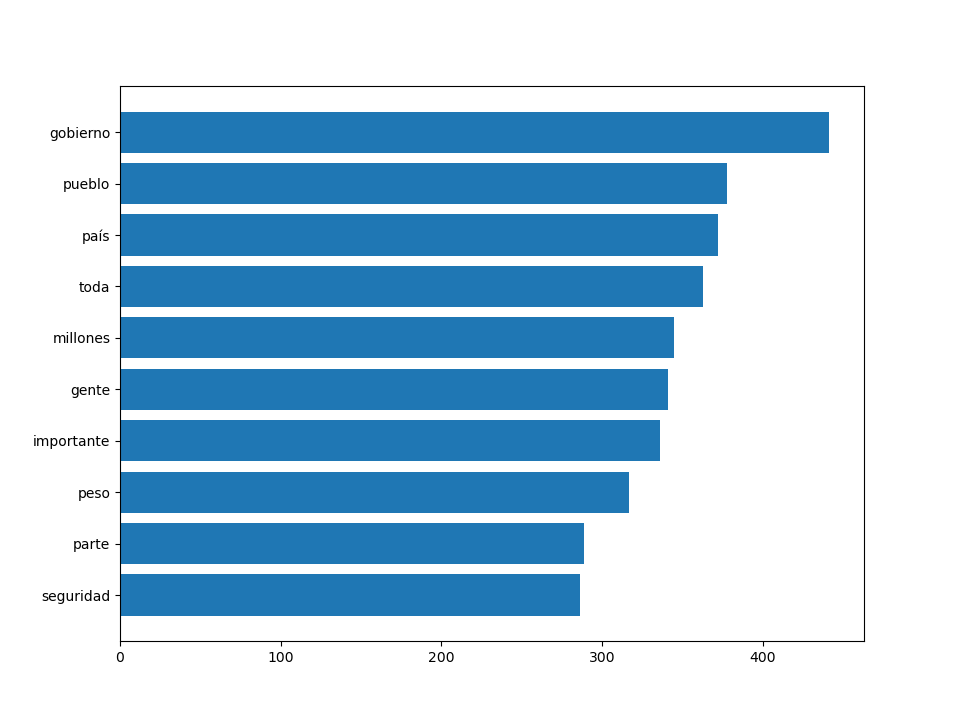 gobierno
pueblo
país
toda
millones
gente
importante
peso
parte
seguridad
0 100 200 300 400